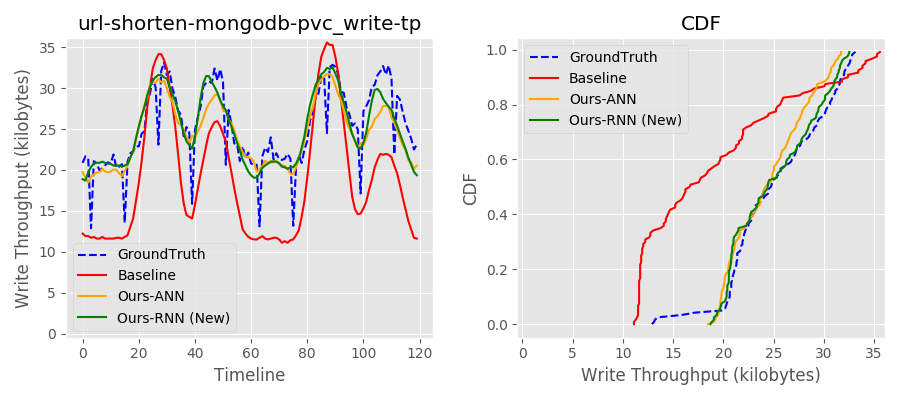 url-shorten-mongodb-pvc_write-tp
Write Throughput (kilobytes)
35
30
25
20
15
10
5
0
GroundTruth
Baseline
Ours-ANN
Ours-RNN (New)
0 20 40 60 80 100 120
Timeline
CDF
CDF
1.0
0.8
0.6
0.4
0.2
0.0
GroundTruth
Baseline
Ours-ANN
Ours-RNN (New)
0 5 10 15 20 25 30 35
Write Throughput (kilobytes)